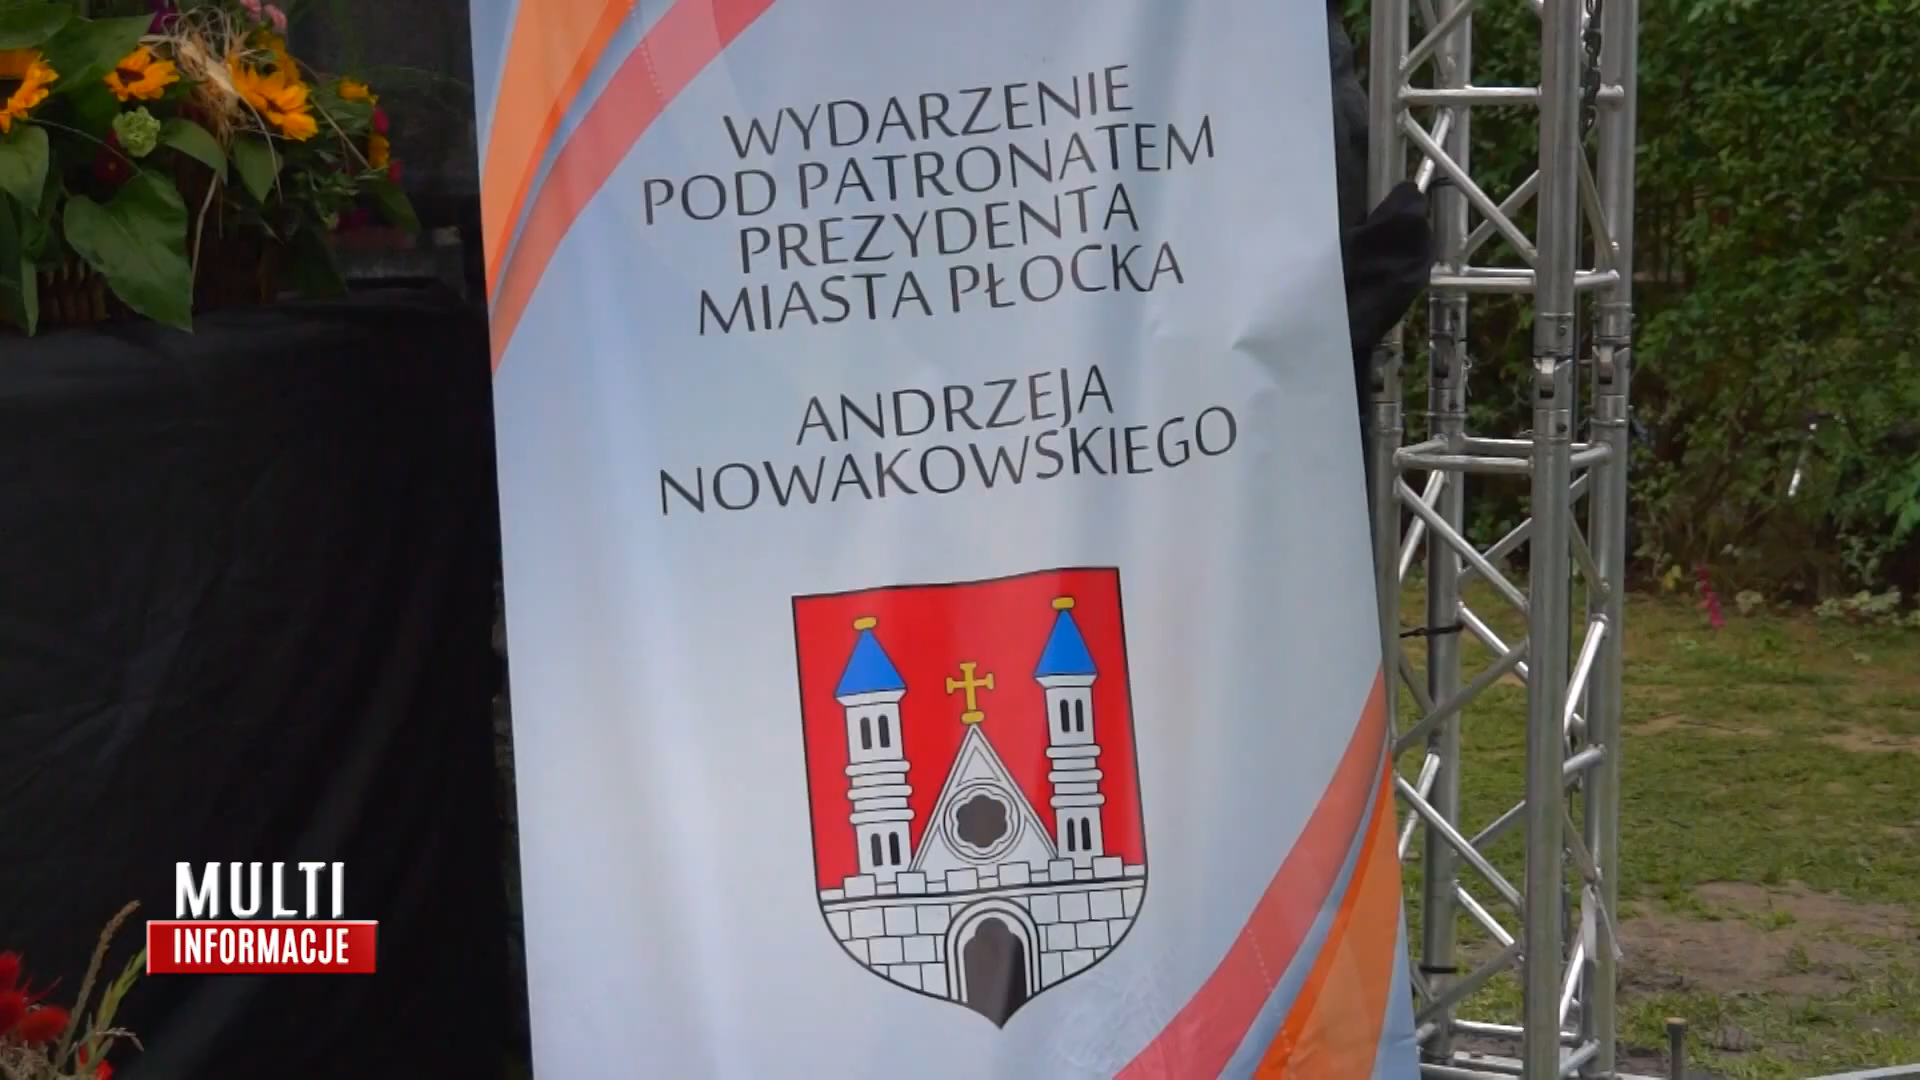 WYDARZENIE
POD PATRONATEM
PREZYDENTA
MIASTA PŁOCKA
ANDRZEJA
NOWAKOWSKIEGO
MULTI
INFORMACJE